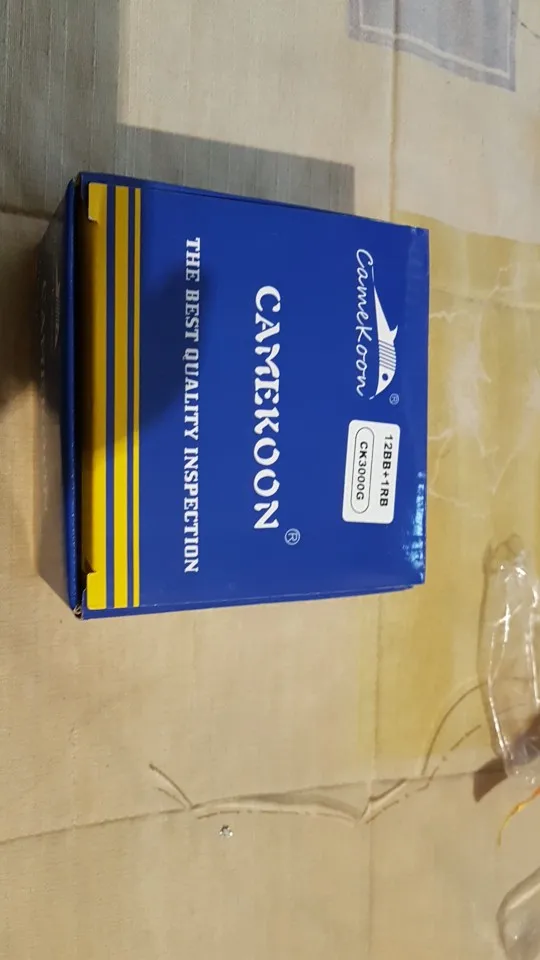 Camekoon®
12BB+1RB
CK3000G
CAMEKOON®
THE BEST QUALITY INSPECTION